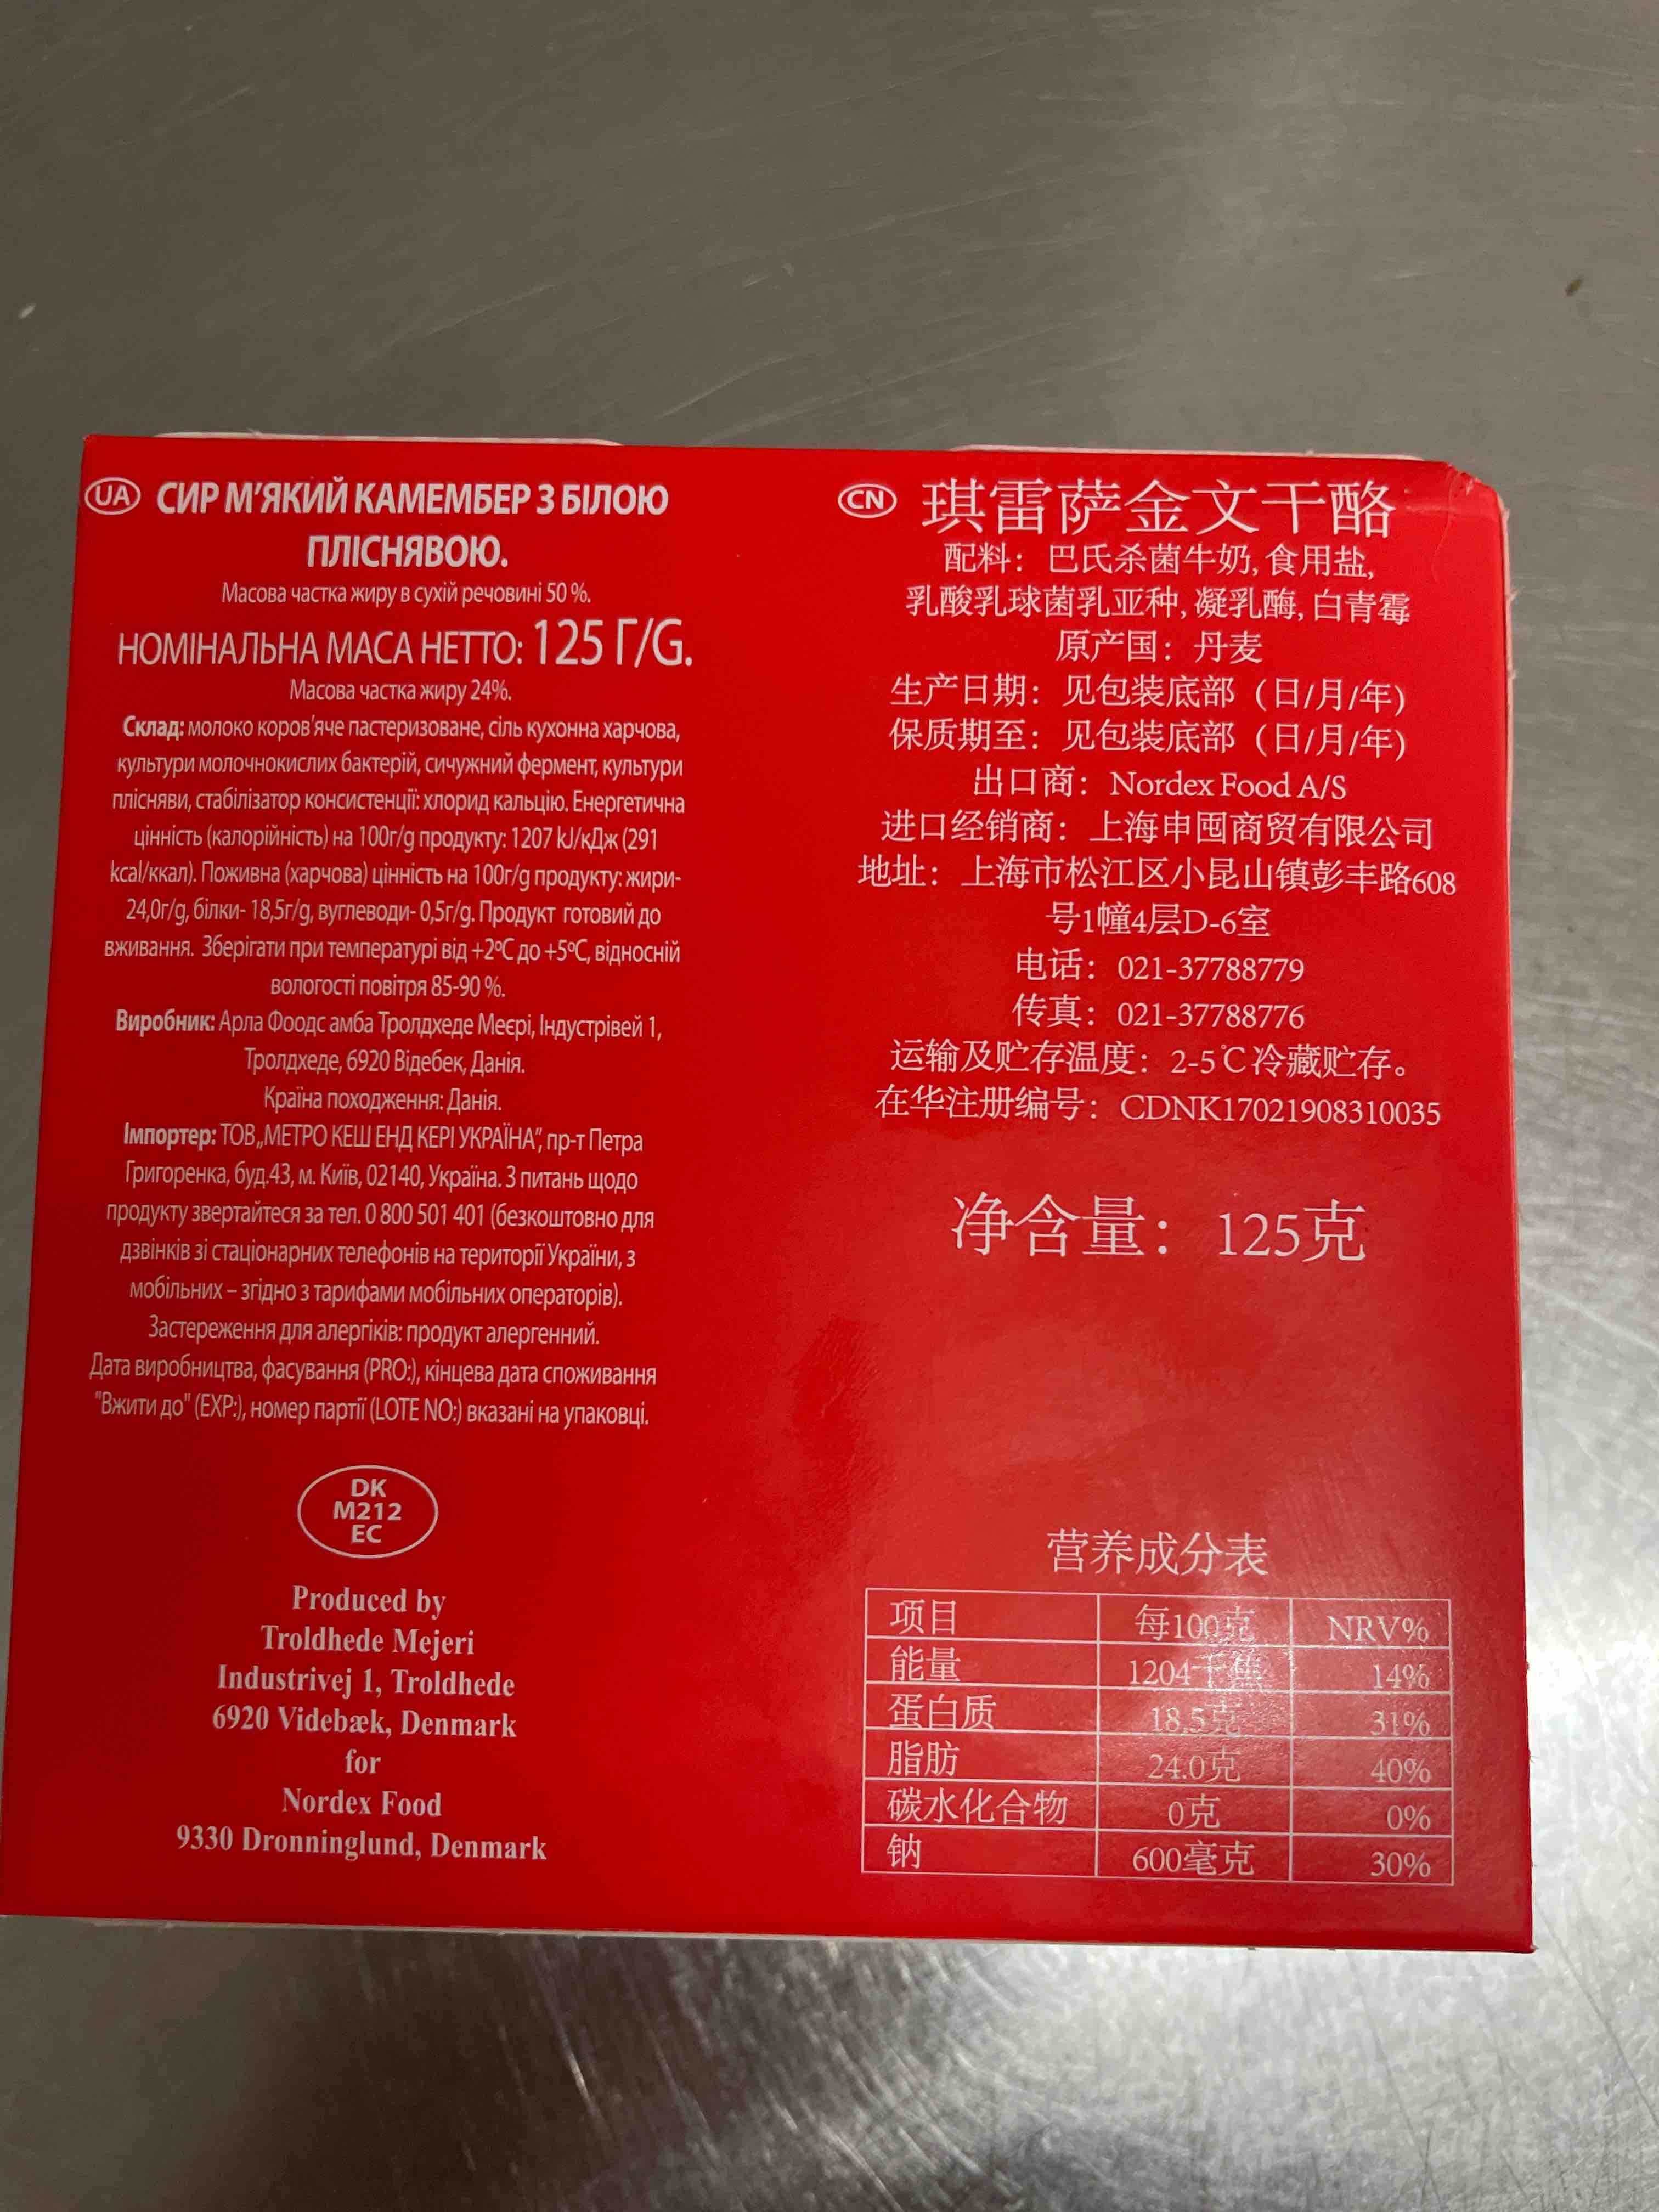 UA СИР М'ЯКИЙ КАМЕМБЕР З БІЛОЮ
ПЛІСНЯВОЮ.
Масова частка жиру в сухій речовині 50 %.
НОМІНАЛЬНА МАСА НЕТТО: 125 Г/G.
Масова частка жиру 24%.
Склад: молоко коров'яче пастеризоване, сіль кухонна харчова,
культури молочнокислих бактерій, сичужний фермент, культури
плісняви, стабілізатор консистенції: хлорид кальцію. Енергетична
цінність (калорійність) на 100г/g продукту: 1207 kJ/кДж (291
kcal/ккал). Поживна (харчова) цінність на 100г/g продукту: жири-
24,0г/g, білки- 18,5г/g, вуглеводи- 0,5г/g. Продукт готовий до
вживання. Зберігати при температурі від +2ºС до +5ºС, відносній
вологості повітря 85-90 %.
Виробник: Арла Фоодс амба Тролдхеде Меєрі, Індустрівей 1,
Тролдхеде, 6920 Відебек, Данія.
Країна походження: Данія.
Імпортер: ТОВ „МЕТРО КЕШ ЕНД КЕРІ УКРАЇНА", пр-т Петра
Григоренка, буд.43, м. Київ, 02140, Україна. З питань щодо
продукту звертайтеся за тел. 0 800 501 401 (безкоштовно для
дзвінків зі стаціонарних телефонів на території України, з
мобільних – згідно з тарифами мобільних операторів).
Застереження для алергіків: продукт алергенний.
Дата виробництва, фасування (PRO:), кінцева дата споживання
"Вжити до" (EXP:), номер партії (LOTE NO:) вказані на упаковці.
DK
M212
EC
Produced by
Troldhede Mejeri
Industrivej 1, Troldhede
6920 Videbæk, Denmark
for
Nordex Food
9330 Dronninglund, Denmark
CN 琪雷萨金文干酪
配料：巴氏杀菌牛奶, 食用盐,
乳酸乳球菌乳亚种, 凝乳酶, 白青霉
原产国：丹麦
生产日期：见包装底部（日/月/年)
保质期至：见包装底部（日/月/年)
出口商：Nordex Food A/S
进口经销商：上海申囤商贸有限公司
地址：上海市松江区小昆山镇彭丰路608
号1幢4层D-6室
电话：021-37788779
传真：021-37788776
运输及贮存温度：2-5℃冷藏贮存。
在华注册编号：CDNK17021908310035
净含量：125克
营养成分表
项目 每100克 NRV%
能量 1204千焦 14%
蛋白质 18.5克 31%
脂肪 24.0克 40%
碳水化合物 0克 0%
钠 600毫克 30%